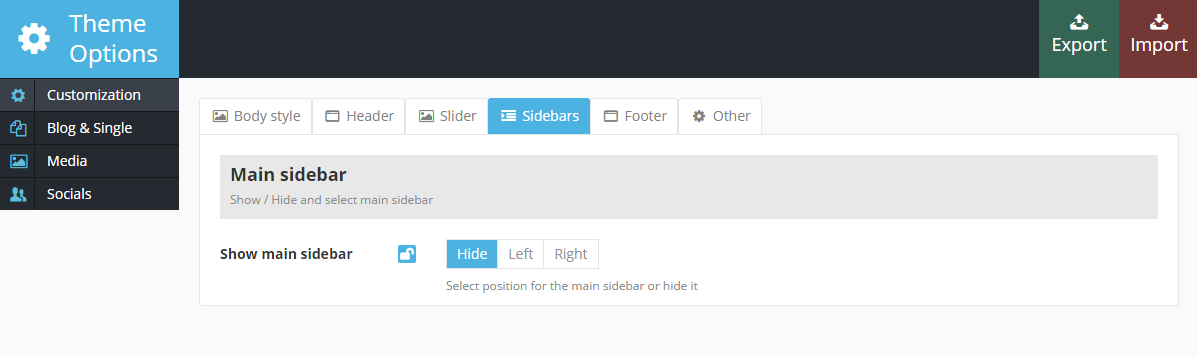 Theme
Options
Export
Import
Customization
Blog & Single
Media
Socials
Body style
Header
Slider
Sidebars
Footer
Other
Main sidebar
Show / Hide and select main sidebar
Show main sidebar
Hide
Left
Right
Select position for the main sidebar or hide it